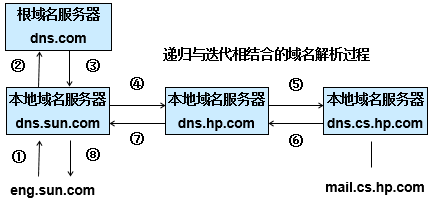 根域名服务器
dns.com
递归与迭代相结合的域名解析过程
② ③
④ ⑤
本地域名服务器 本地域名服务器 本地域名服务器
dns.sun.com dns.hp.com dns.cs.hp.com
⑦ ⑥
① ⑧
eng.sun.com mail.cs.hp.com